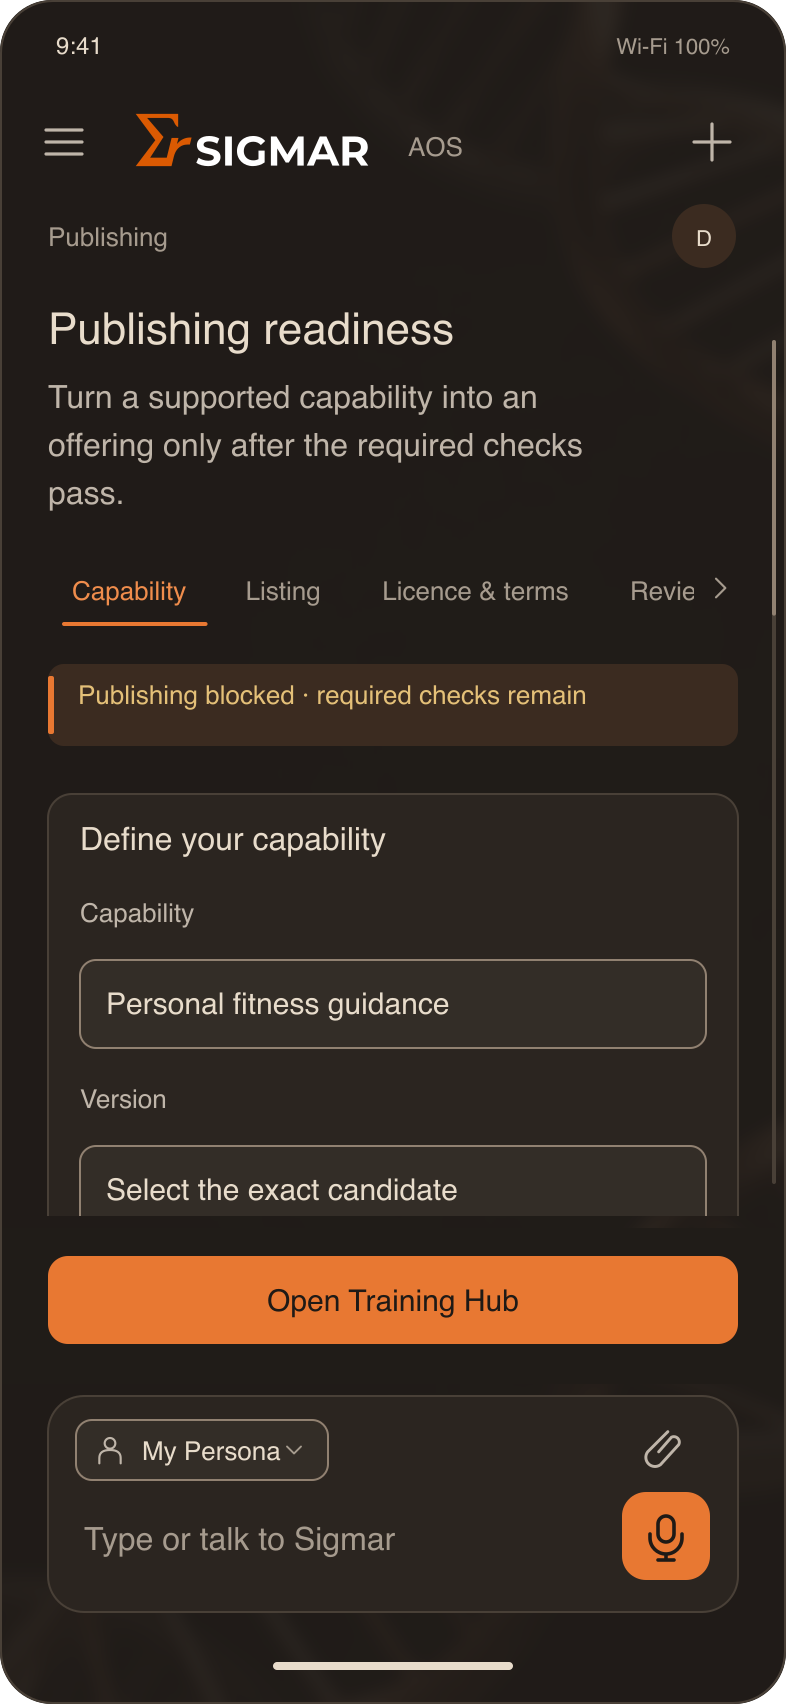 9:41
Wi-Fi 100%
Σr SIGMAR AOS
Publishing
D
Publishing readiness
Turn a supported capability into an
offering only after the required checks
pass.
Capability Listing Licence & terms Revie
Publishing blocked · required checks remain
Define your capability
Capability
Personal fitness guidance
Version
Select the exact candidate
Open Training Hub
My Persona
Type or talk to Sigmar